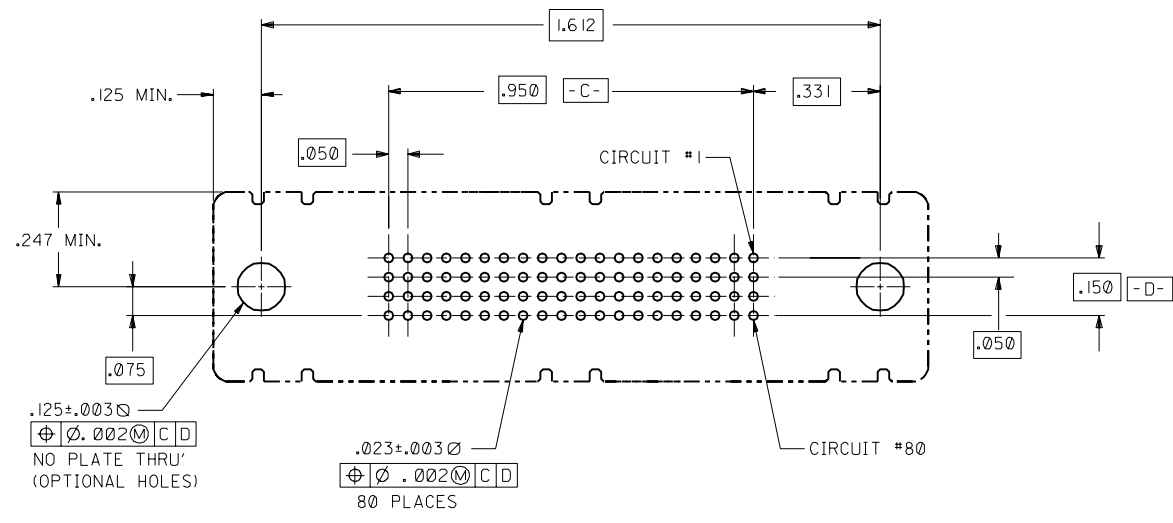 1.612
.125 MIN.
.950 -C- .331
.050
CIRCUIT #1
.247 MIN.
.150 -D-
.050
.075
.125±.003⌀
⌖ ⌀.002Ⓜ C D
NO PLATE THRU'
(OPTIONAL HOLES)
.023±.003⌀
⌖ ⌀ .002Ⓜ C D
80 PLACES
CIRCUIT #80